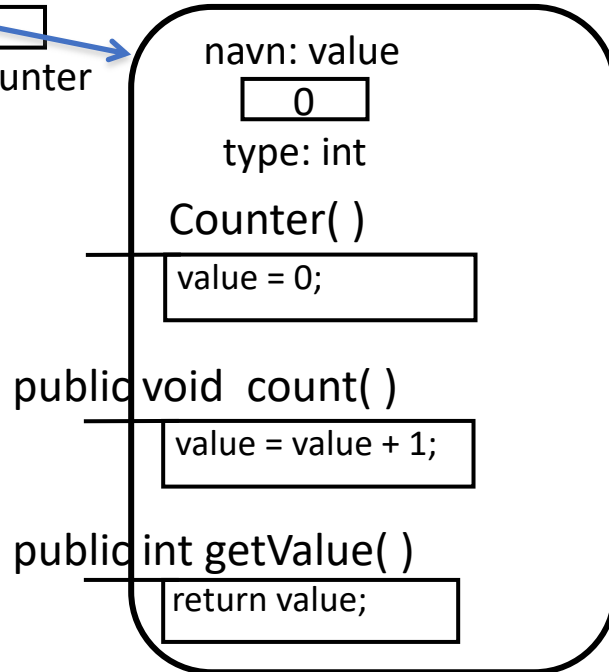 navn: value
0
type: int
Counter( )
value = 0;
public void count( )
value = value + 1;
public int getValue( )
return value;